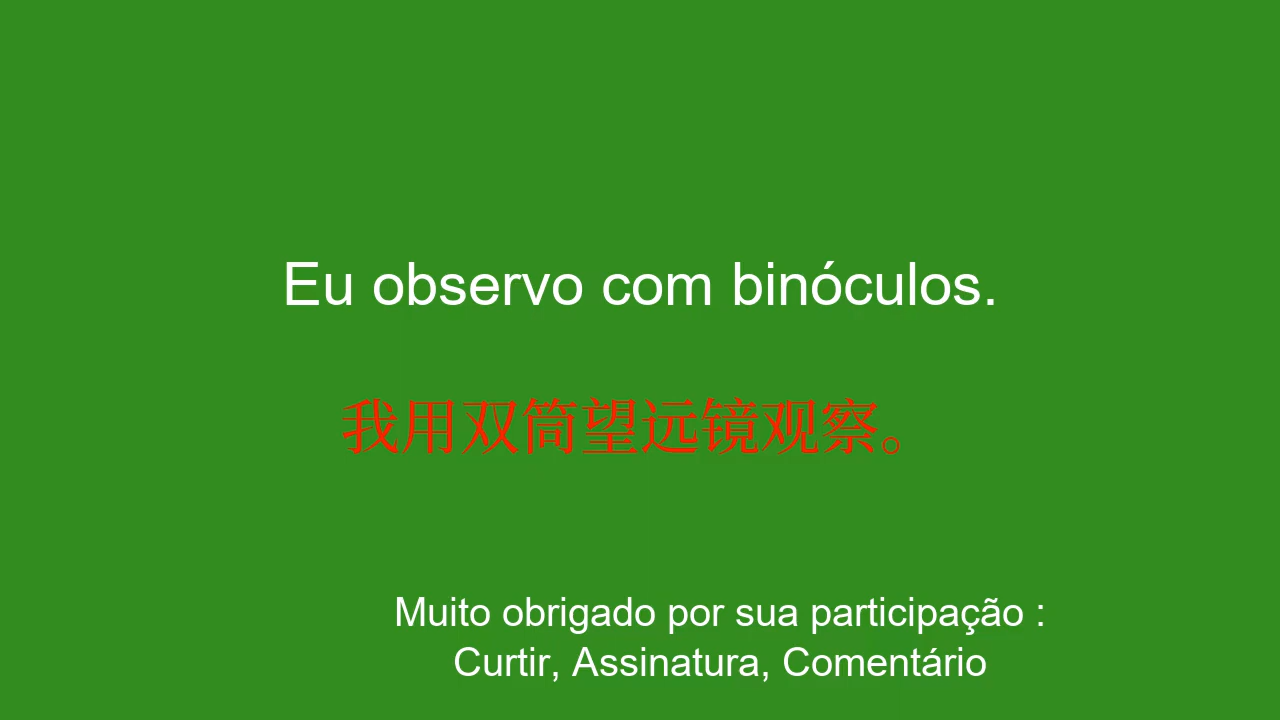 Eu observo com binóculos.
我用双筒望远镜观察。
Muito obrigado por sua participação :
Curtir, Assinatura, Comentário